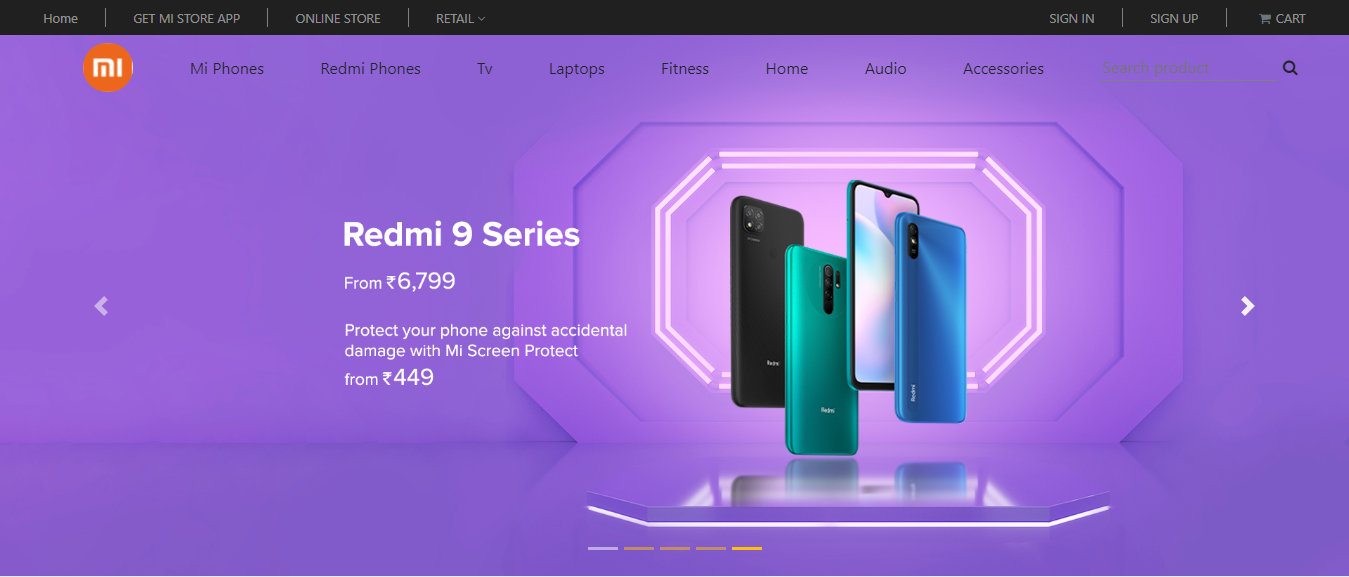 Home GET MI STORE APP ONLINE STORE RETAIL SIGN IN SIGN UP CART
mi Mi Phones Redmi Phones Tv Laptops Fitness Home Audio Accessories Search product
Redmi 9 Series
From ₹6,799
Protect your phone against accidental
damage with Mi Screen Protect
from ₹449
Redmi
Redmi
Redmi